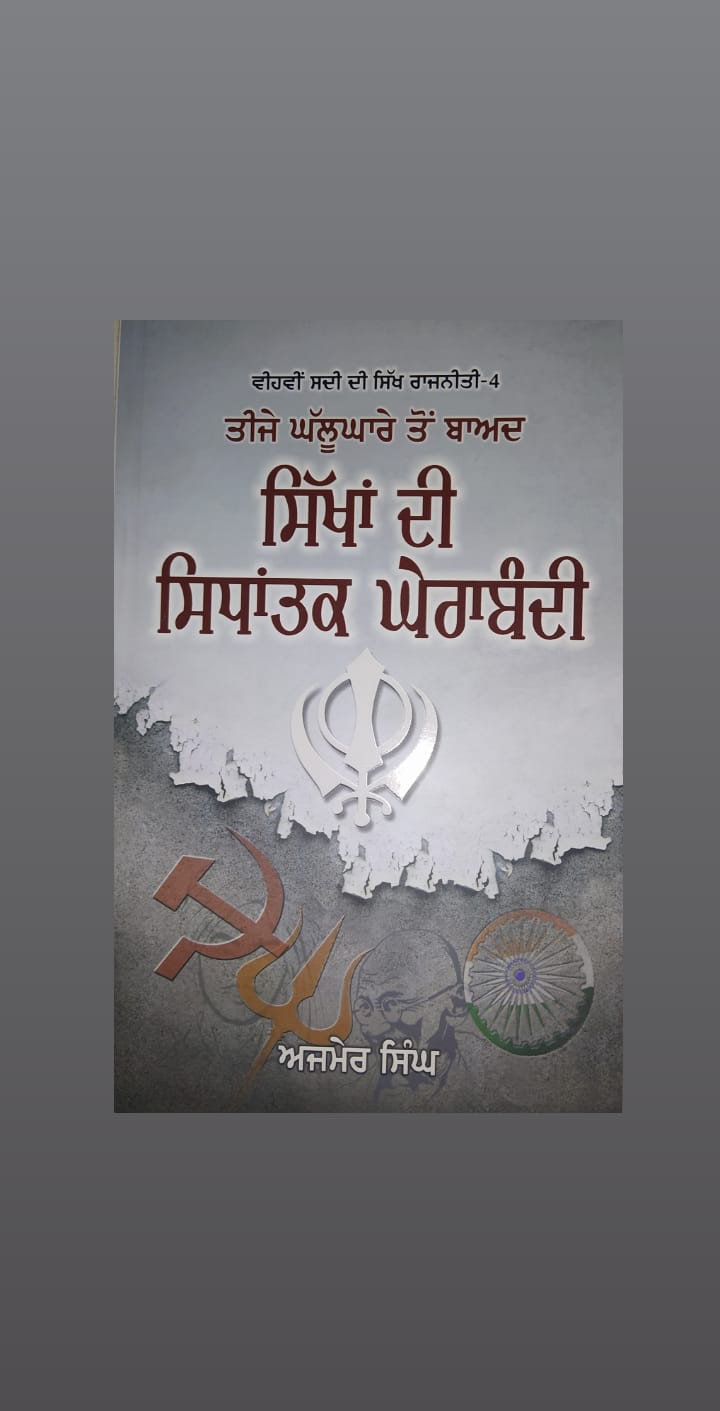 ਵੀਹਵੀਂ ਸਦੀ ਦੀ ਸਿੱਖ ਰਾਜਨੀਤੀ-4
ਤੀਜੇ ਘੱਲੂਘਾਰੇ ਤੋਂ ਬਾਅਦ
ਸਿੱਖਾਂ ਦੀ
ਸਿਧਾਂਤਕ ਘੇਰਾਬੰਦੀ
ਅਜਮੇਰ ਸਿੰਘ